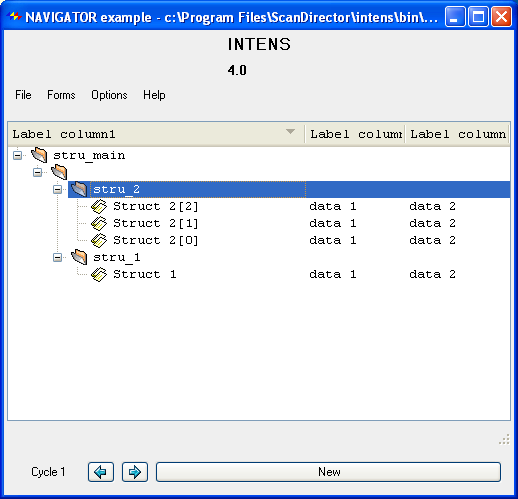 NAVIGATOR example - c:\Program Files\ScanDirector\intens\bin\...
INTENS
4.0
File Forms Options Help
Label column1 Label colum Label column
stru_main
stru_2
Struct 2[2] data 1 data 2
Struct 2[1] data 1 data 2
Struct 2[0] data 1 data 2
stru_1
Struct 1 data 1 data 2
Cycle 1 New